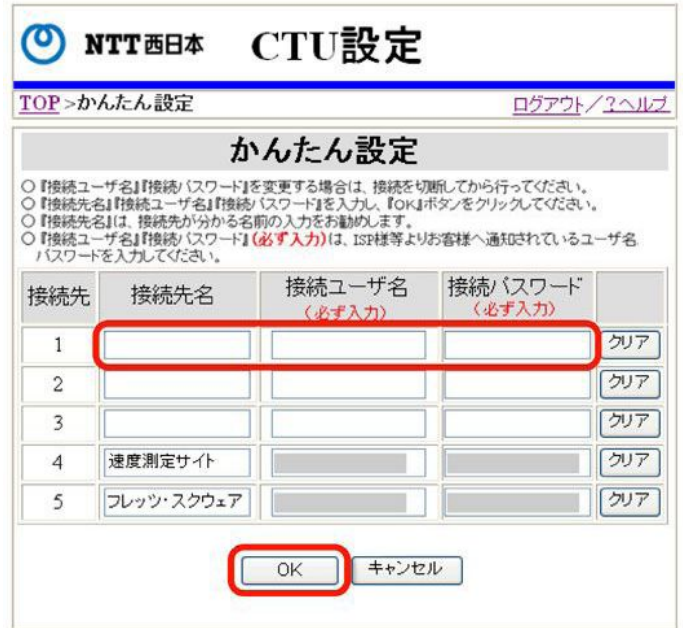 NTT西日本 CTU設定
TOP>かんたん設定 ログアウト/?ヘルプ
かんたん設定
○『接続ユーザ名』『接続パスワード』を変更する場合は、接続を切断してから行ってください。
○『接続先名』『接続ユーザ名』『接続パスワード』を入力し、『OK』ボタンをクリックしてください。
○『接続先名』は、接続先が分かる名前の入力をお勧めします。
○『接続ユーザ名』『接続パスワード』(必ず入力)は、ISP様等よりお客様へ通知されているユーザ名
パスワードを入力してください。
接続先 接続先名 接続ユーザ名 接続パスワード
(必ず入力) (必ず入力)
1 クリア
2 クリア
3 クリア
4 速度測定サイト クリア
5 フレッツ・スクウェア クリア
OK キャンセル